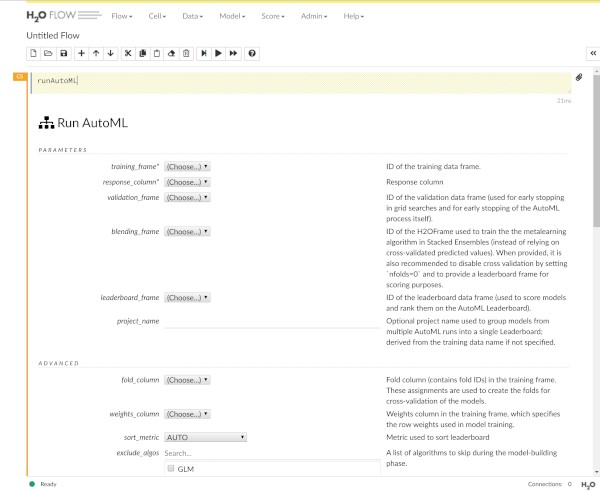 H2O FLOW Flow Cell Data Model Score Admin Help
Untitled Flow
CS
runAutoML
21ms
Run AutoML
PARAMETERS
training_frame* (Choose...) ID of the training data frame.
response_column* (Choose...) Response column
validation_frame (Choose...) ID of the validation data frame (used for early stopping
in grid searches and for early stopping of the AutoML
process itself).
blending_frame (Choose...) ID of the H2OFrame used to train the the metalearning
algorithm in Stacked Ensembles (instead of relying on
cross-validated predicted values). When provided, it
is also recommended to disable cross validation by setting
`nfolds=0` and to provide a leaderboard frame for
scoring purposes.
leaderboard_frame (Choose...) ID of the leaderboard data frame (used to score models
and rank them on the AutoML Leaderboard).
project_name Optional project name used to group models from
multiple AutoML runs into a single Leaderboard;
derived from the training data name if not specified.
ADVANCED
fold_column (Choose...) Fold column (contains fold IDs) in the training frame.
These assignments are used to create the folds for
cross-validation of the models.
weights_column (Choose...) Weights column in the training frame, which specifies
the row weights used in model training.
sort_metric AUTO Metric used to sort leaderboard
exclude_algos Search... A list of algorithms to skip during the model-building
phase.
GLM
Ready Connections: 0 H2O